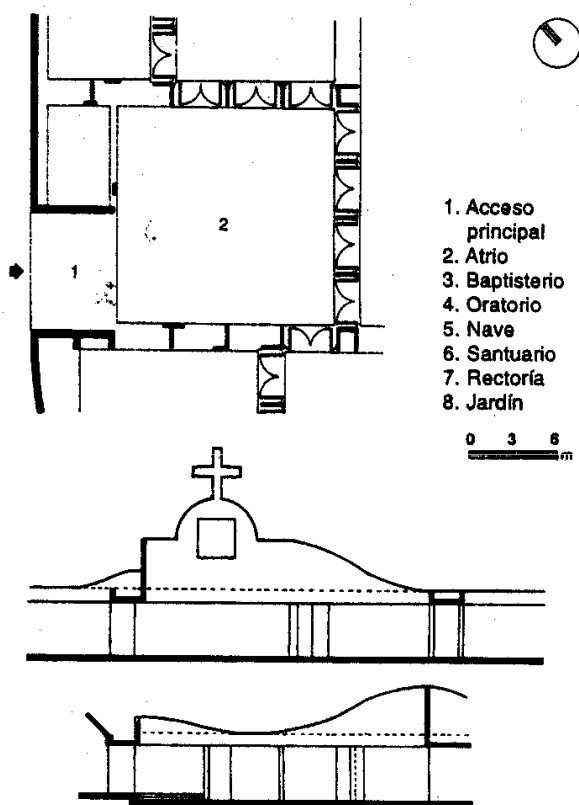 2
1
1. Acceso
principal
2. Atrio
3. Baptisterio
4. Oratorio
5. Nave
6. Santuario
7. Rectoría
8. Jardín
0 3 6
m